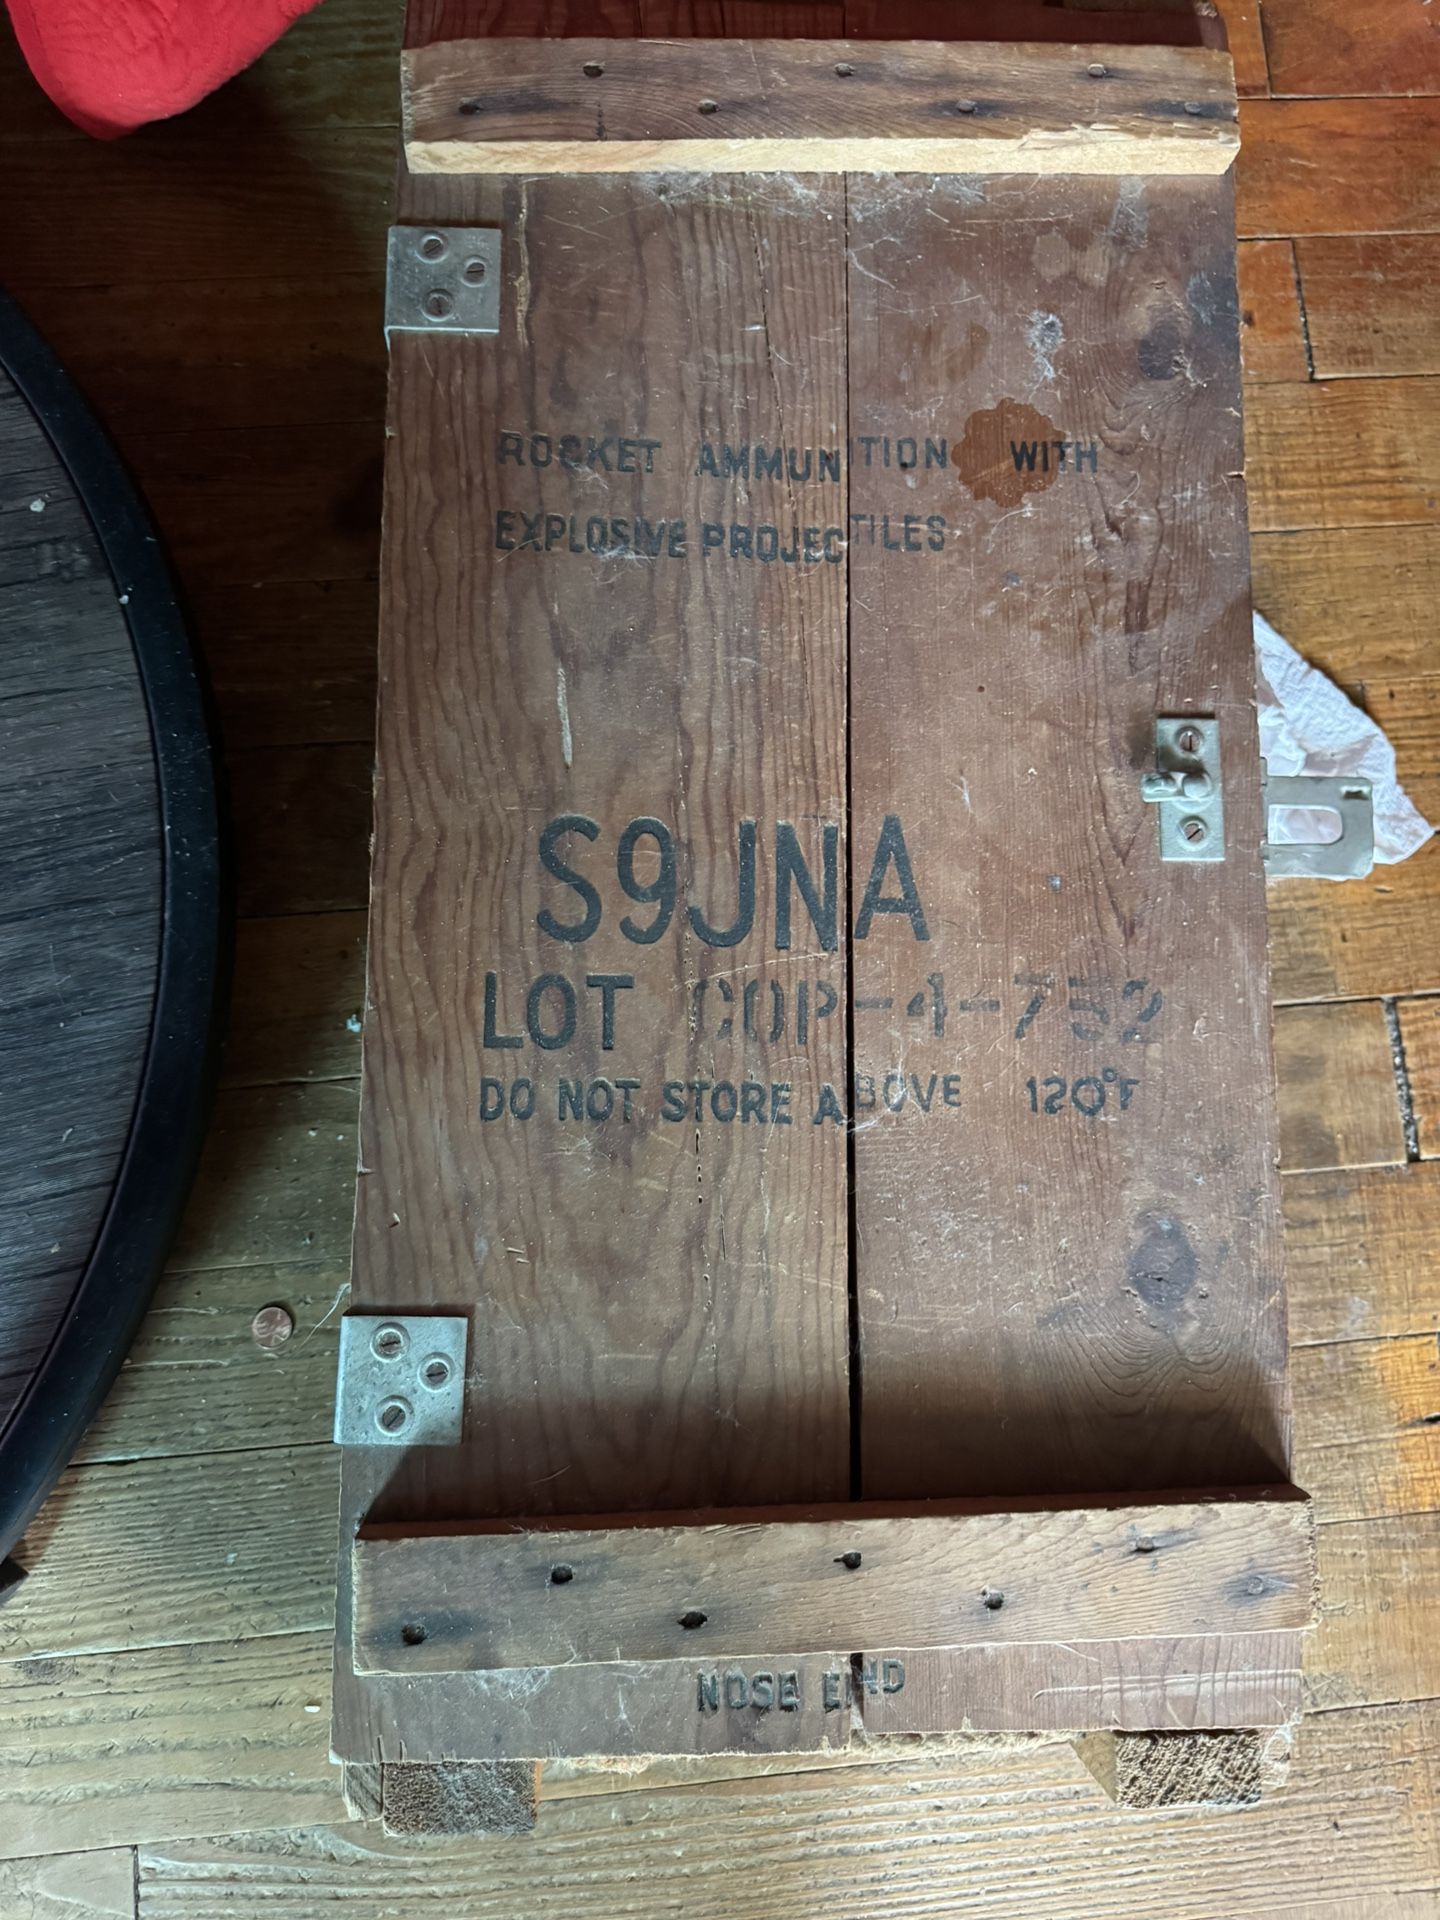 ROCKET AMMUNITION WITH
EXPLOSIVE PROJECTILES
S9JNA
LOT COP-4-752
DO NOT STORE ABOVE 120°F
NOSE END